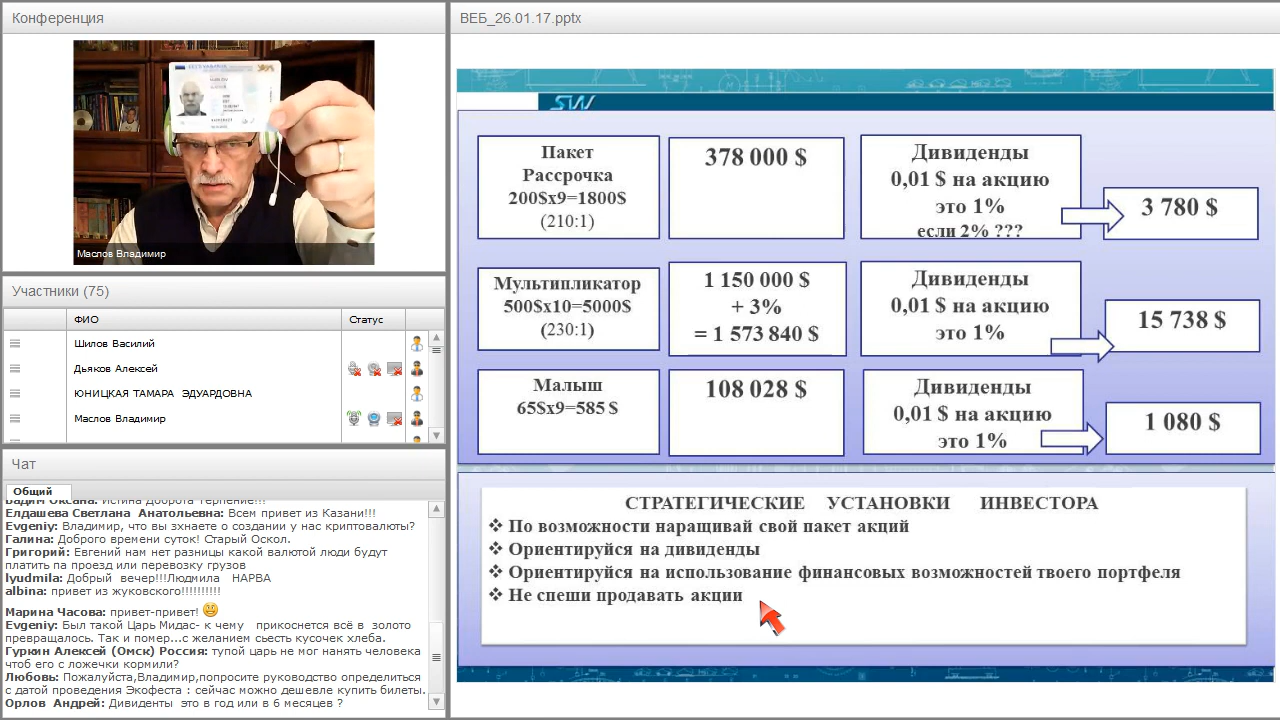 Конференция
Маслов Владимир
Участники (75)
ФИО
Статус
Шилов Василий
Дьяков Алексей
ЮНИЦКАЯ ТАМАРА ЭДУАРДОВНА
Маслов Владимир
Чат
Общий
Вадим Оксана: Истина Доброта Терпение!!!
Елдашева Светлана Анатольевна: Всем привет из Казани!!!
Evgeniy: Владимир, что вы зхнаете о создании у нас криптовалюты?
Галина: Доброго времени суток! Старый Оскол.
Григорий: Евгений нам нет разницы какой валютой люди будут
платить па проезд или перевозку грузов
lyudmila: Добрый вечер!!!Людмила НАРВА
albina: привет из жуковского!!!!!!!!!!
Марина Часова: привет-привет!
Evgeniy: Был такой Царь Мидас- к чему прикоснется всё в золото
превращалось. Так и помер...с желанием сьесть кусочек хлеба.
Гуркин Алексей (Омск) Россия: тупой царь не мог нанять человека
чтоб его с ложечки кормили?
Любовь: Пожалуйста,Владимир,попросите руководство определиться
с датой проведения Экофеста : сейчас можно дешевле купить билеты.
Орлов Андрей: Дивиденты это в год или в 6 месяцев ?
ВЕБ_26.01.17.pptx
SW
Пакет
Рассрочка
200$x9=1800$
(210:1)
378 000 $
Дивиденды
0,01 $ на акцию
это 1%
если 2% ???
3 780 $
Мультипликатор
500$x10=5000$
(230:1)
1 150 000 $
+ 3%
= 1 573 840 $
Дивиденды
0,01 $ на акцию
это 1%
15 738 $
Малыш
65$x9=585 $
108 028 $
Дивиденды
0,01 $ на акцию
это 1%
1 080 $
СТРАТЕГИЧЕСКИЕ УСТАНОВКИ ИНВЕСТОРА
❖ По возможности наращивай свой пакет акций
❖ Ориентируйся на дивиденды
❖ Ориентируйся на использование финансовых возможностей твоего портфеля
❖ Не спеши продавать акции